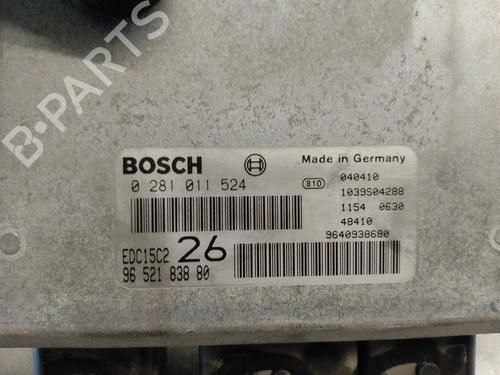 B-PARTS
BOSCH
Made in Germany
0 281 011 524
810
040410
1039S04288
1154 0630
48410
9640938680
EDC15C2 26
96 521 838 80